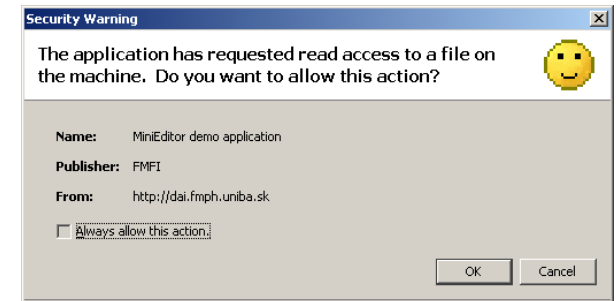 Security Warning
The application has requested read access to a file on
the machine.  Do you want to allow this action?
Name: MiniEditor demo application
Publisher: FMFI
From: http://dai.fmph.uniba.sk
Always allow this action.
OK Cancel